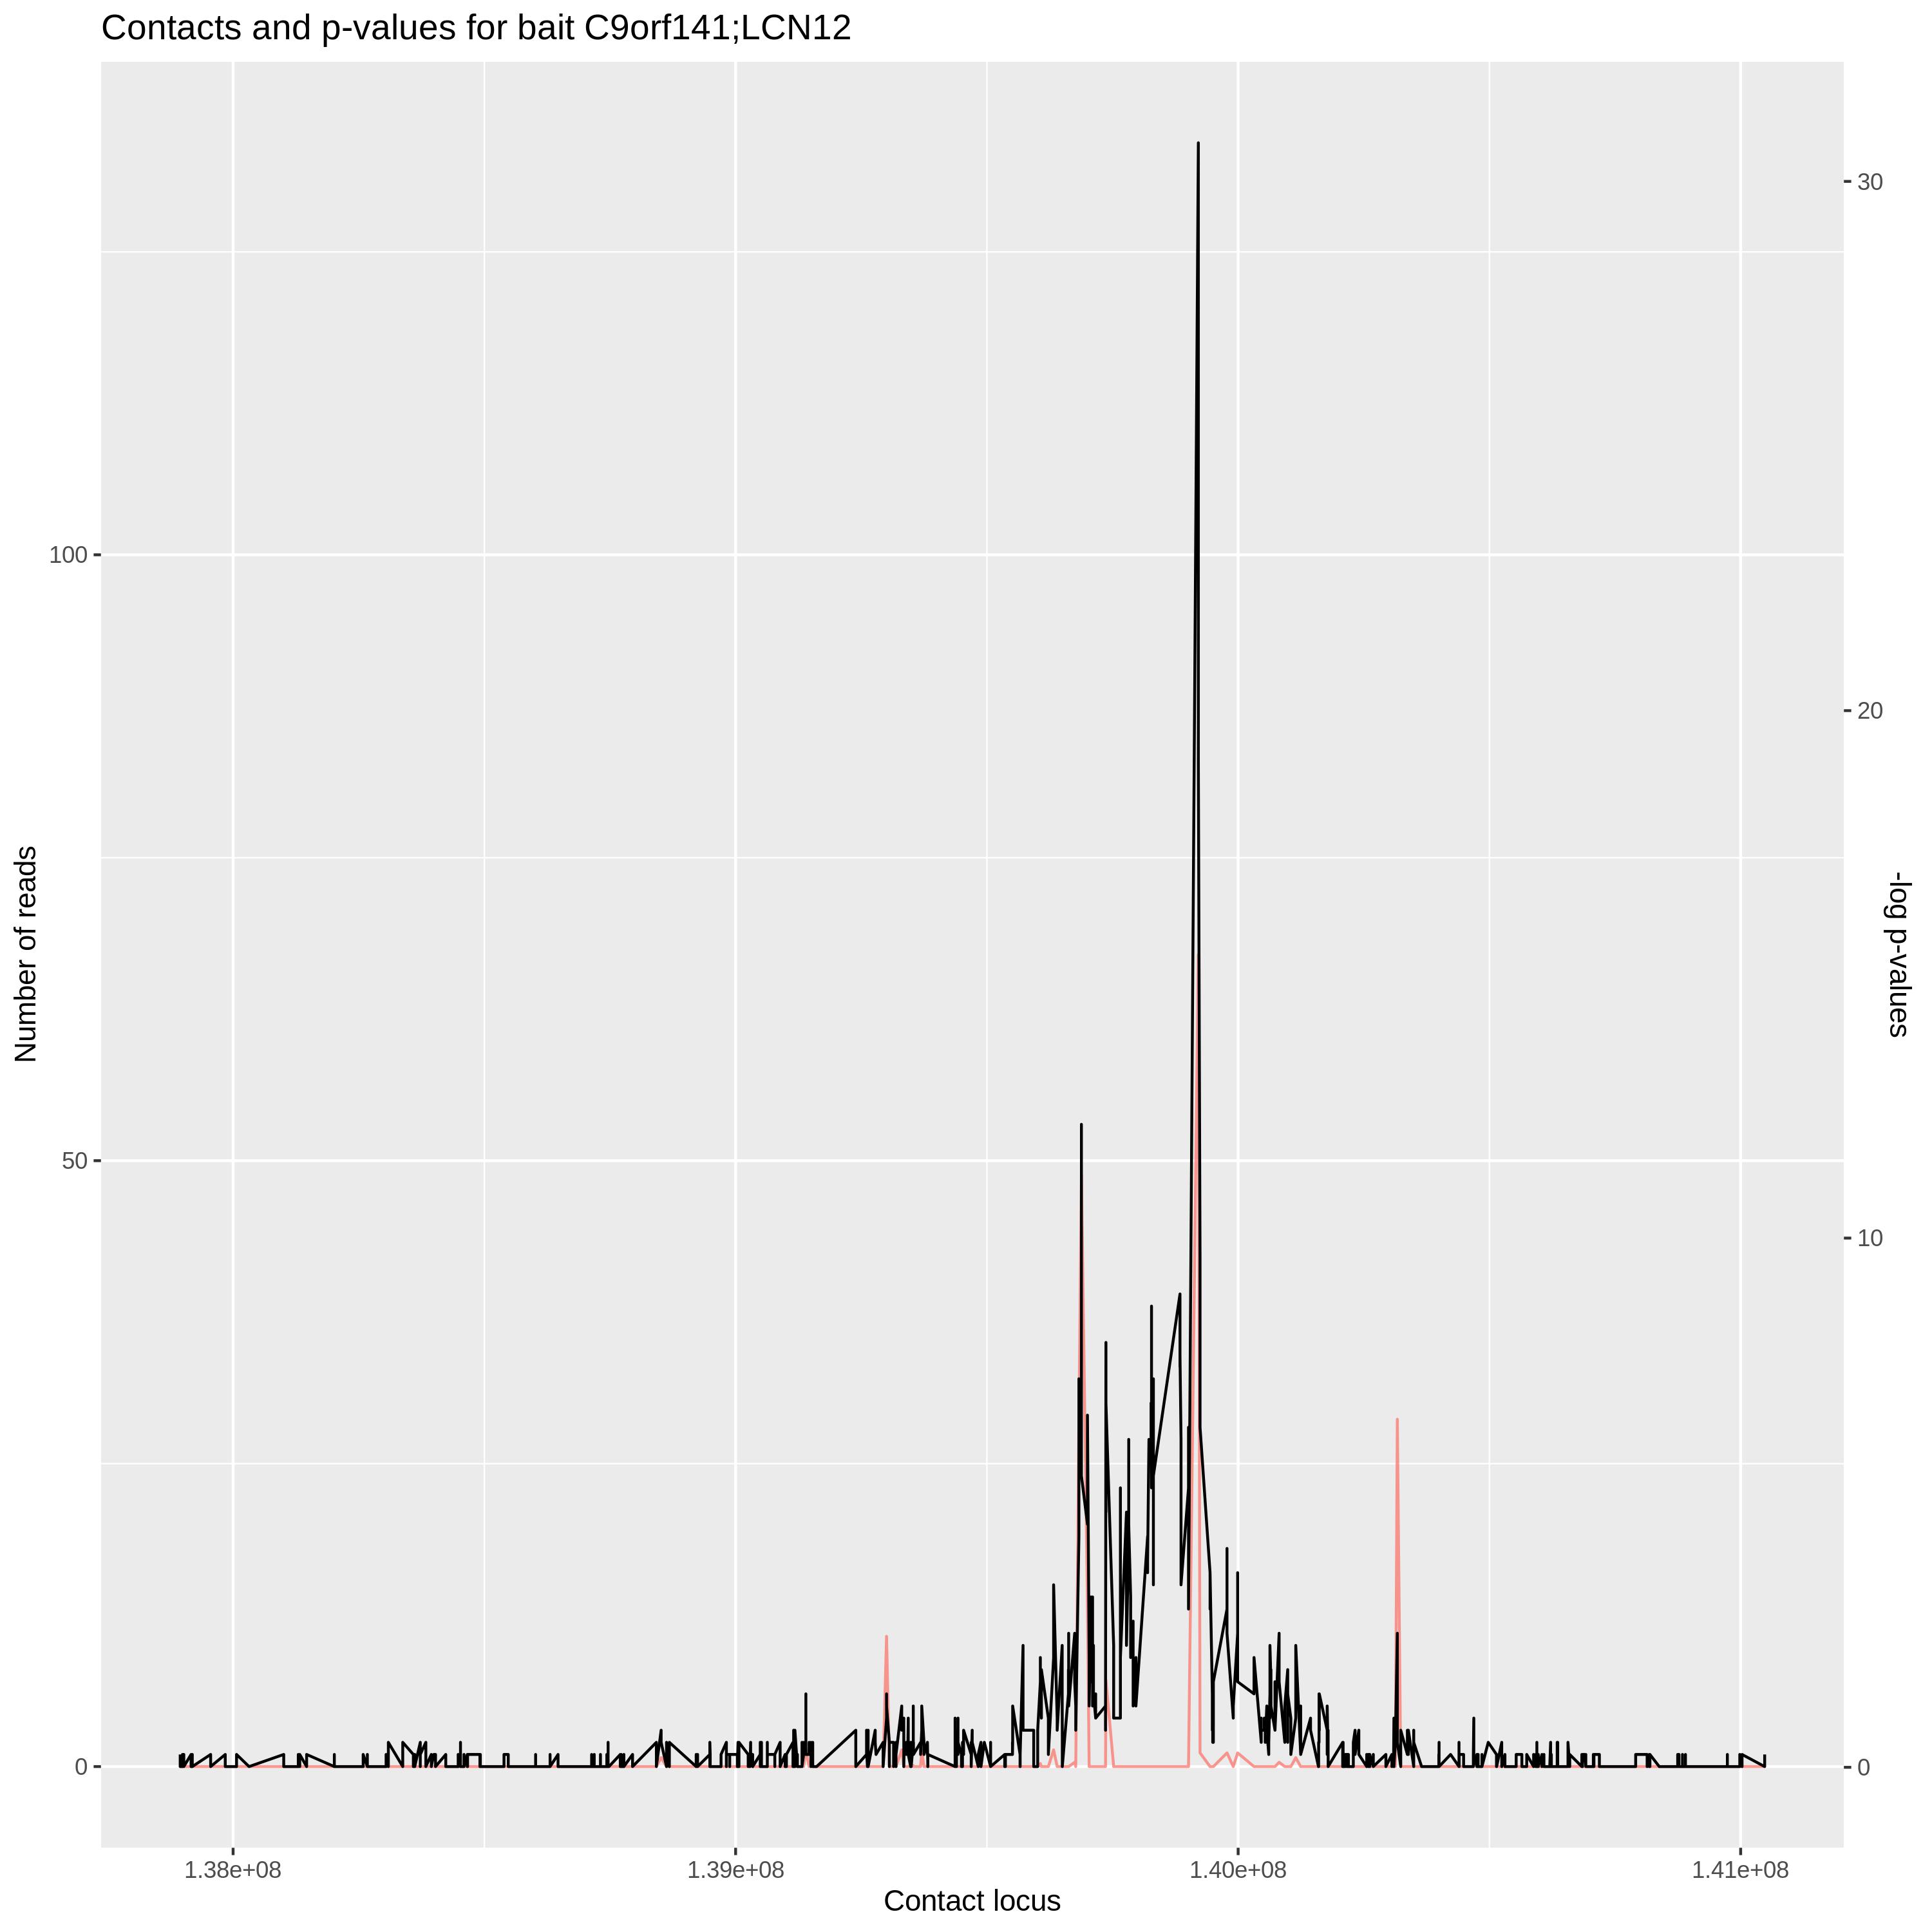 Contacts and p-values for bait C9orf141;LCN12
30
100
20
Number of reads
-log p-values
50
10
0
0
1.38e+08
1.39e+08
1.40e+08
1.41e+08
Contact locus